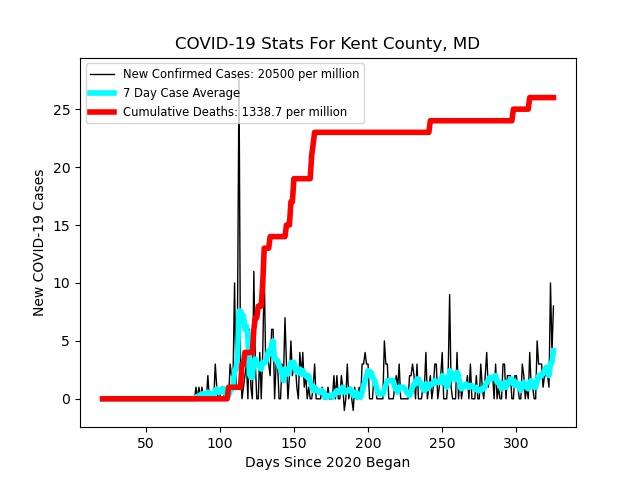 COVID-19 Stats For Kent County, MD
New Confirmed Cases: 20500 per million
7 Day Case Average
Cumulative Deaths: 1338.7 per million
New COVID-19 Cases
25
20
15
10
5
0
50
100
150
200
250
300
Days Since 2020 Began